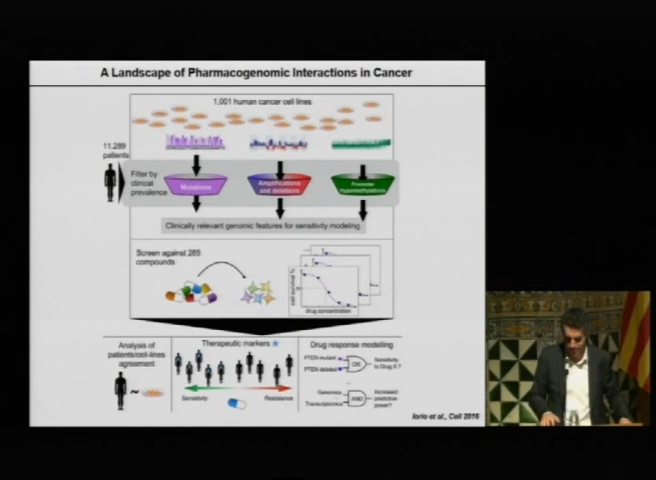 A Landscape of Pharmacogenomic Interactions in Cancer
1,001 human cancer cell lines
11,289
patients
Filter by
clinical
prevalence
Mutations
Amplifications
and deletions
Promoter
Hypermethylations
Clinically relevant genomic features for sensitivity modeling
Screen against 265
compounds
cell survival %
drug concentration
Analysis of
patients/cell-lines
agreement
~
Therapeutic markers
Sensitivity
Resistance
Drug response modelling
PTEN mutant
PTEN deleted
OR
Sensitivity
to Drug X ?
...
Genomics
Transcriptomics
AND
Increased
predictive
power?
Iorio et al., Cell 2016